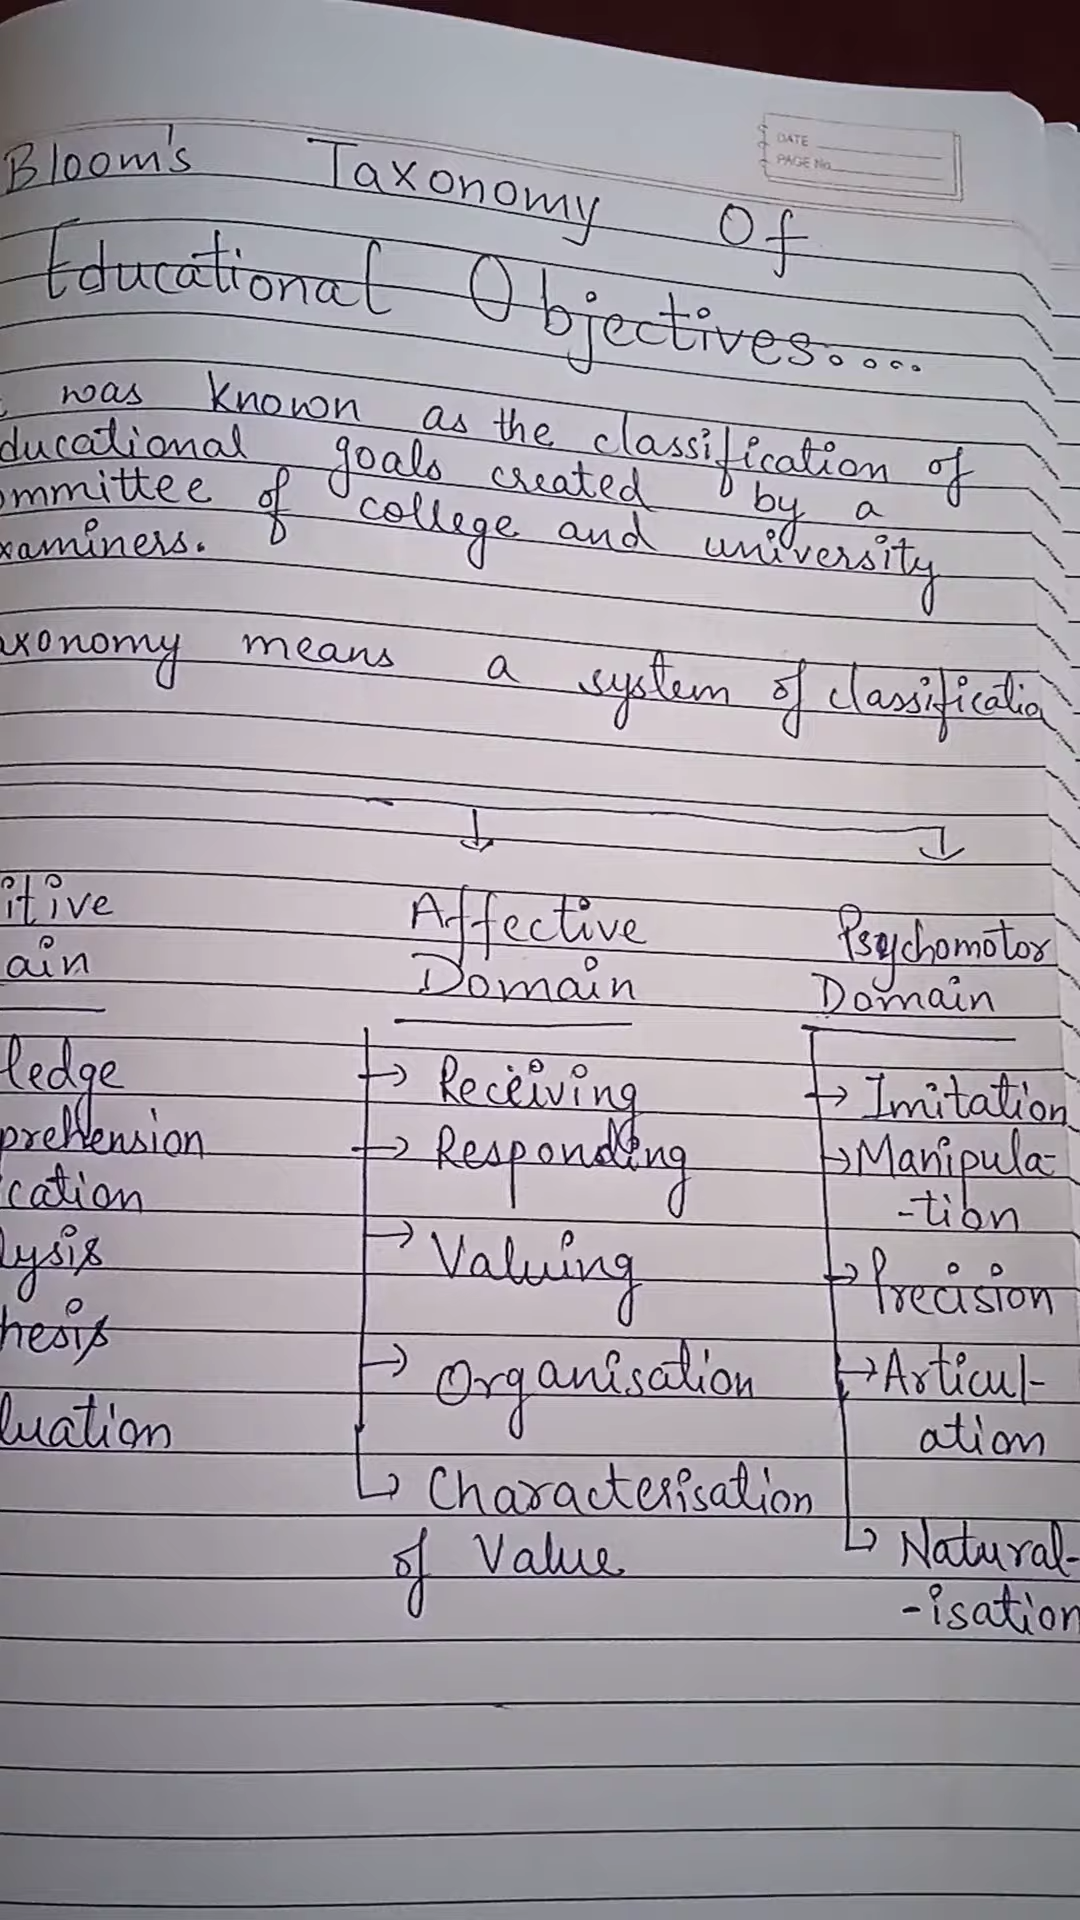 DATE
PAGE No.
Bloom's Taxonomy Of
Educational Objectives....
was known as the classification of
ducational goals created by a
ommittee of college and university
xaminers.
axonomy means a system of classificatio
itive
ain
Affective
Domain
Psychomotor
Domain
ledge
prehension
cation
lysis
hesis
luation
→ Receiving
→ Responding
→ Valuing
→ Organisation
↳ Characterisation
of Value
→ Imitation
→ Manipula-
-tion
→ Precision
→ Articul-
ation
↳ Natural-
-isation